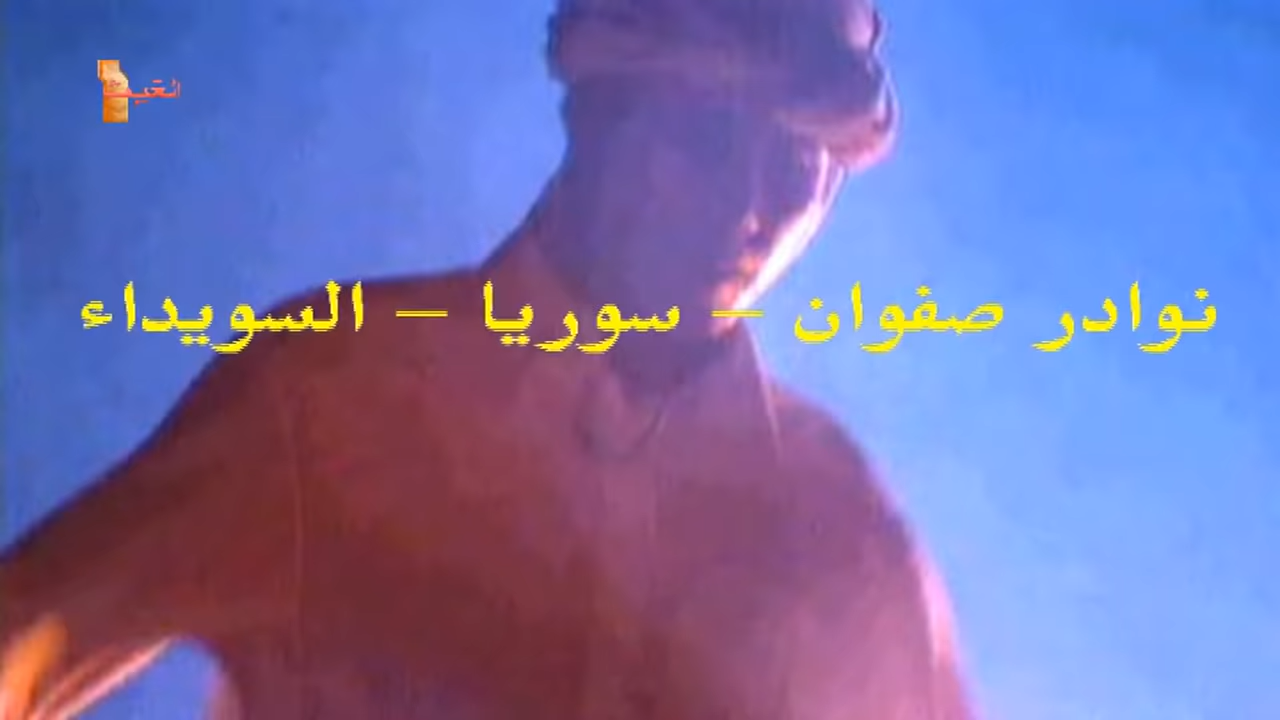 نوادر صفوان – سوريا – السويداء